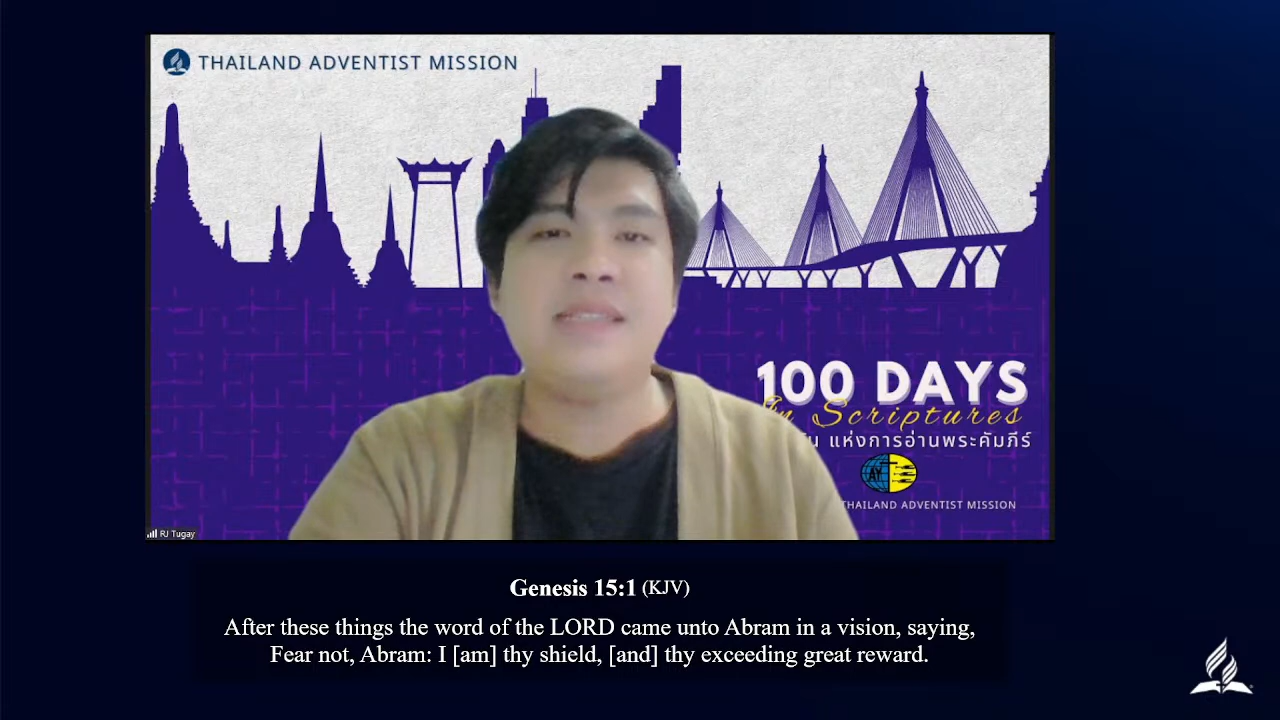 THAILAND ADVENTIST MISSION
100 DAYS
In Scriptures
แห่งการอ่านพระคัมภีร์
AY
THAILAND ADVENTIST MISSION
RJ Tugay
Genesis 15:1 (KJV)
After these things the word of the LORD came unto Abram in a vision, saying,
Fear not, Abram: I [am] thy shield, [and] thy exceeding great reward.